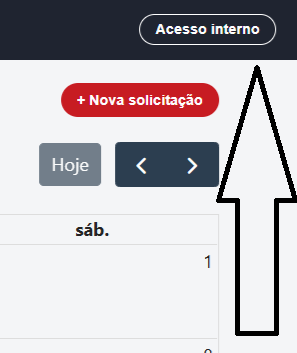 Acesso interno
+ Nova solicitação
Hoje
sáb.
1